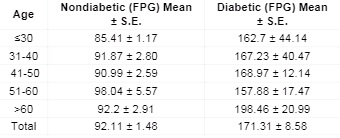 Age Nondiabetic (FPG) Mean ± S.E. Diabetic (FPG) Mean ± S.E.
≤30 85.41 ± 1.17 162.7 ± 44.14
31-40 91.87 ± 2.80 167.23 ± 40.47
41-50 90.99 ± 2.59 168.97 ± 12.14
51-60 98.04 ± 5.57 157.88 ± 17.47
>60 92.2 ± 2.91 198.46 ± 20.99
Total 92.11 ± 1.48 171.31 ± 8.58